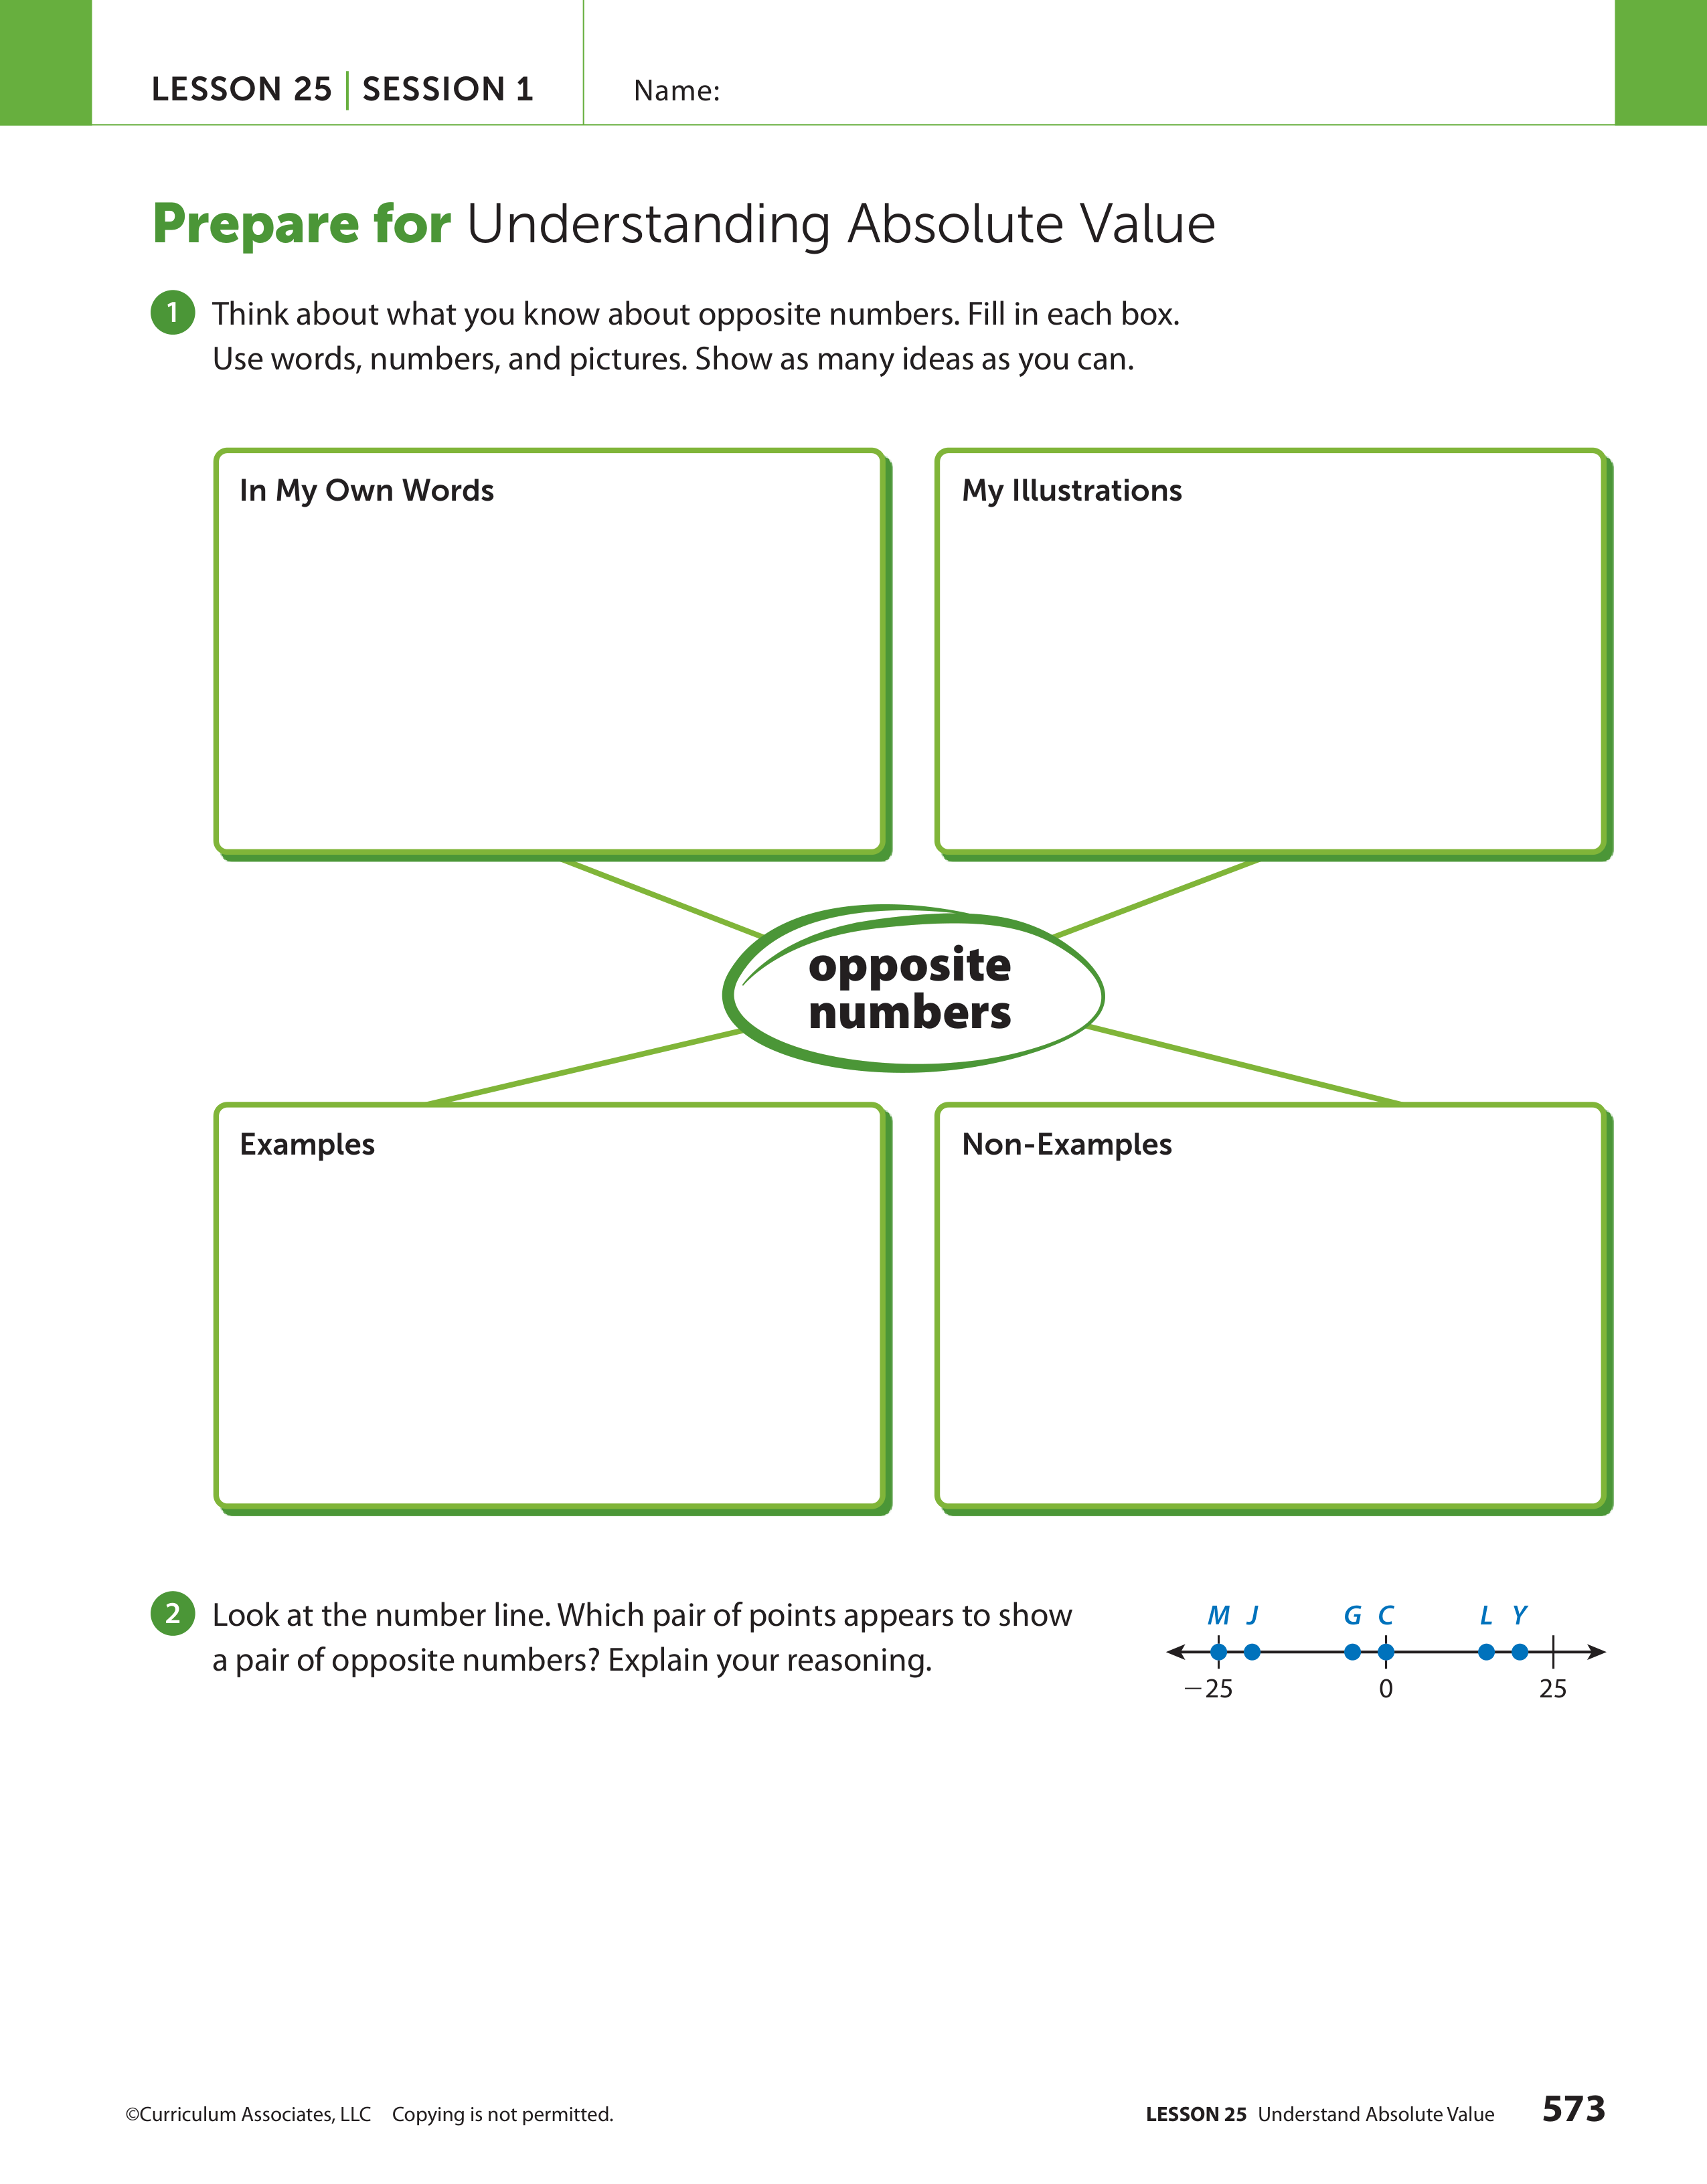 LESSON 25 | SESSION 1
Name:
Prepare for Understanding Absolute Value
1 Think about what you know about opposite numbers. Fill in each box.
Use words, numbers, and pictures. Show as many ideas as you can.
In My Own Words
My Illustrations
opposite
numbers
Examples
Non-Examples
2 Look at the number line. Which pair of points appears to show
a pair of opposite numbers? Explain your reasoning.
M J G C L Y
−25 0 25
©Curriculum Associates, LLC Copying is not permitted.
LESSON 25 Understand Absolute Value 573